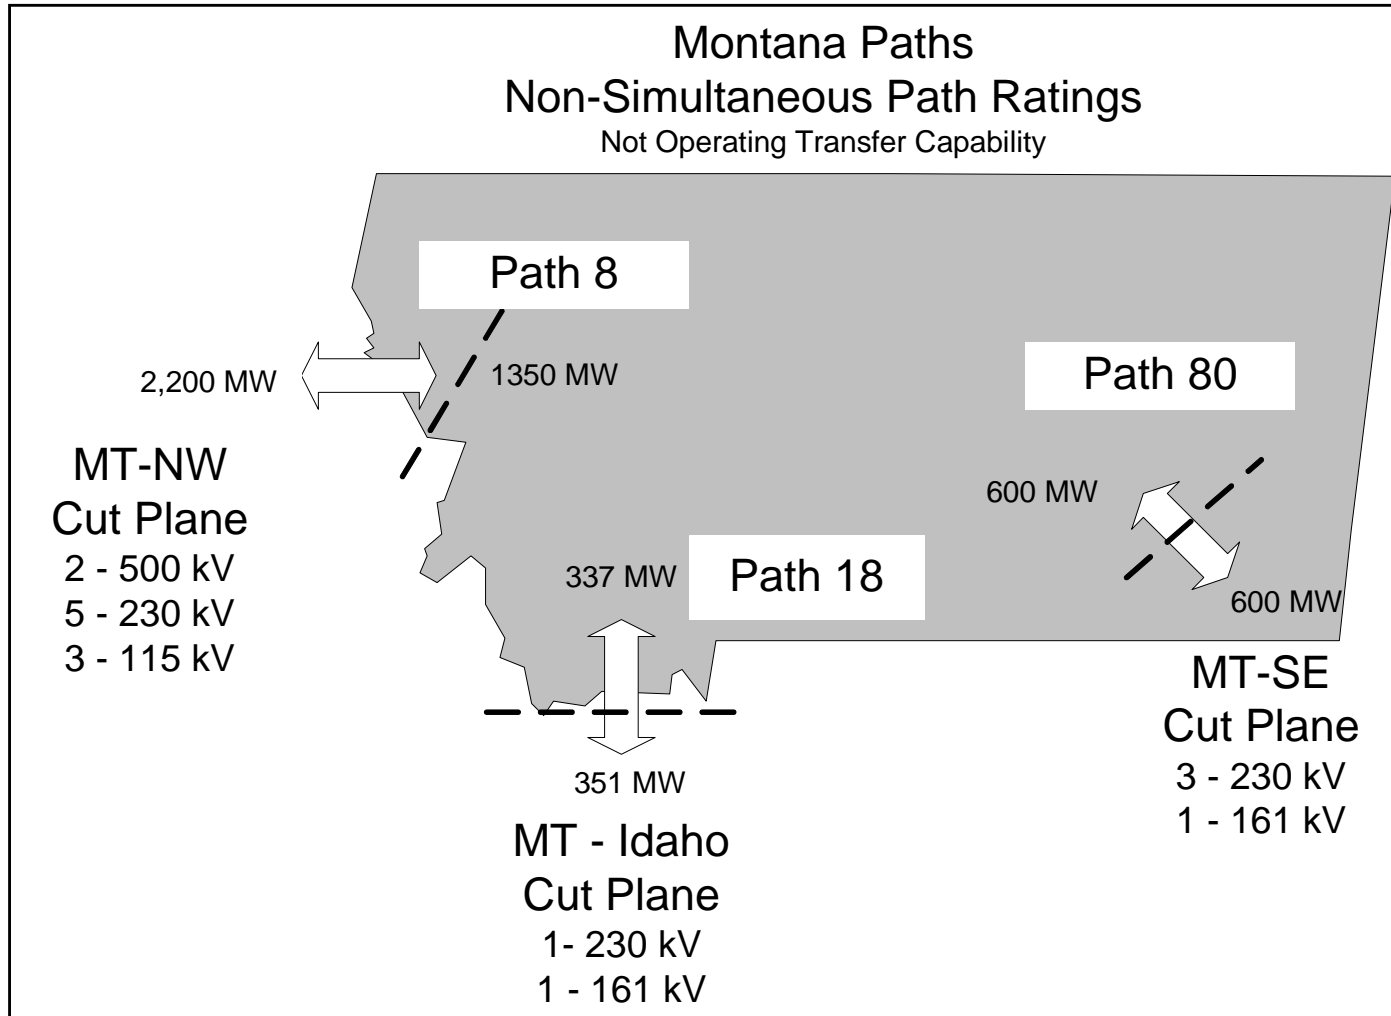 Montana Paths
Non-Simultaneous Path Ratings
Not Operating Transfer Capability
Path 8
2,200 MW
1350 MW
MT-NW
Cut Plane
2 - 500 kV
5 - 230 kV
3 - 115 kV
Path 80
600 MW
600 MW
MT-SE
Cut Plane
3 - 230 kV
1 - 161 kV
337 MW
Path 18
351 MW
MT - Idaho
Cut Plane
1- 230 kV
1 - 161 kV